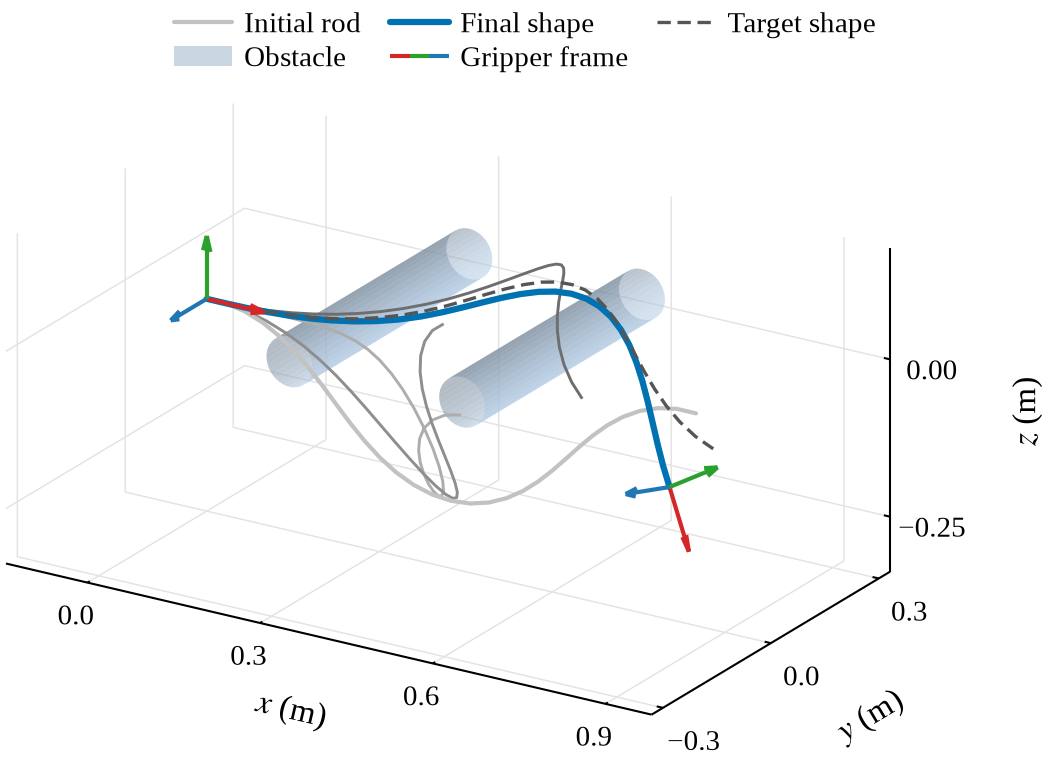 Initial rod Final shape Target shape
Obstacle Gripper frame
0.00
−0.25
z (m)
0.3
0.0
−0.3
y (m)
0.0
0.3
0.6
0.9
x (m)